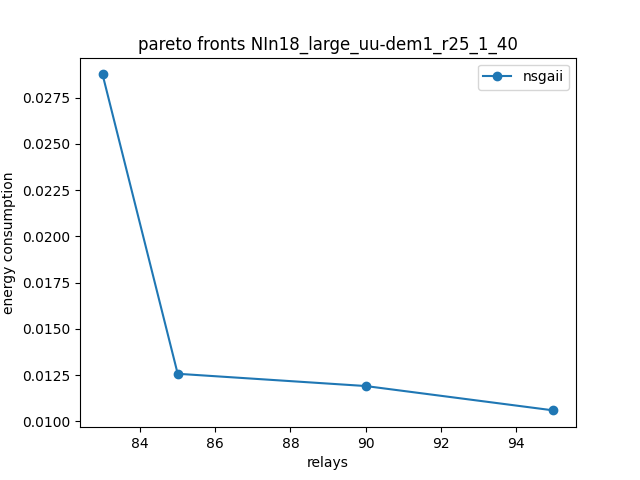 pareto fronts NIn18_large_uu-dem1_r25_1_40
nsgaii
energy consumption
0.0275
0.0250
0.0225
0.0200
0.0175
0.0150
0.0125
0.0100
84 86 88 90 92 94
relays